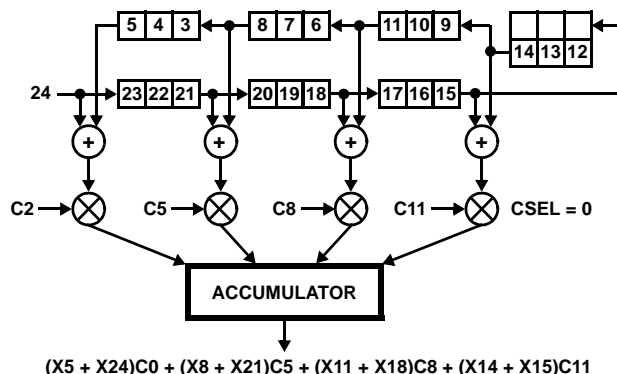 5 4 3 8 7 6 11 10 9
14 13 12
24 23 22 21 20 19 18 17 16 15
+ + + +
C2 C5 C8 C11 CSEL = 0
ACCUMULATOR
(X5 + X24)C0 + (X8 + X21)C5 + (X11 + X18)C8 + (X14 + X15)C11